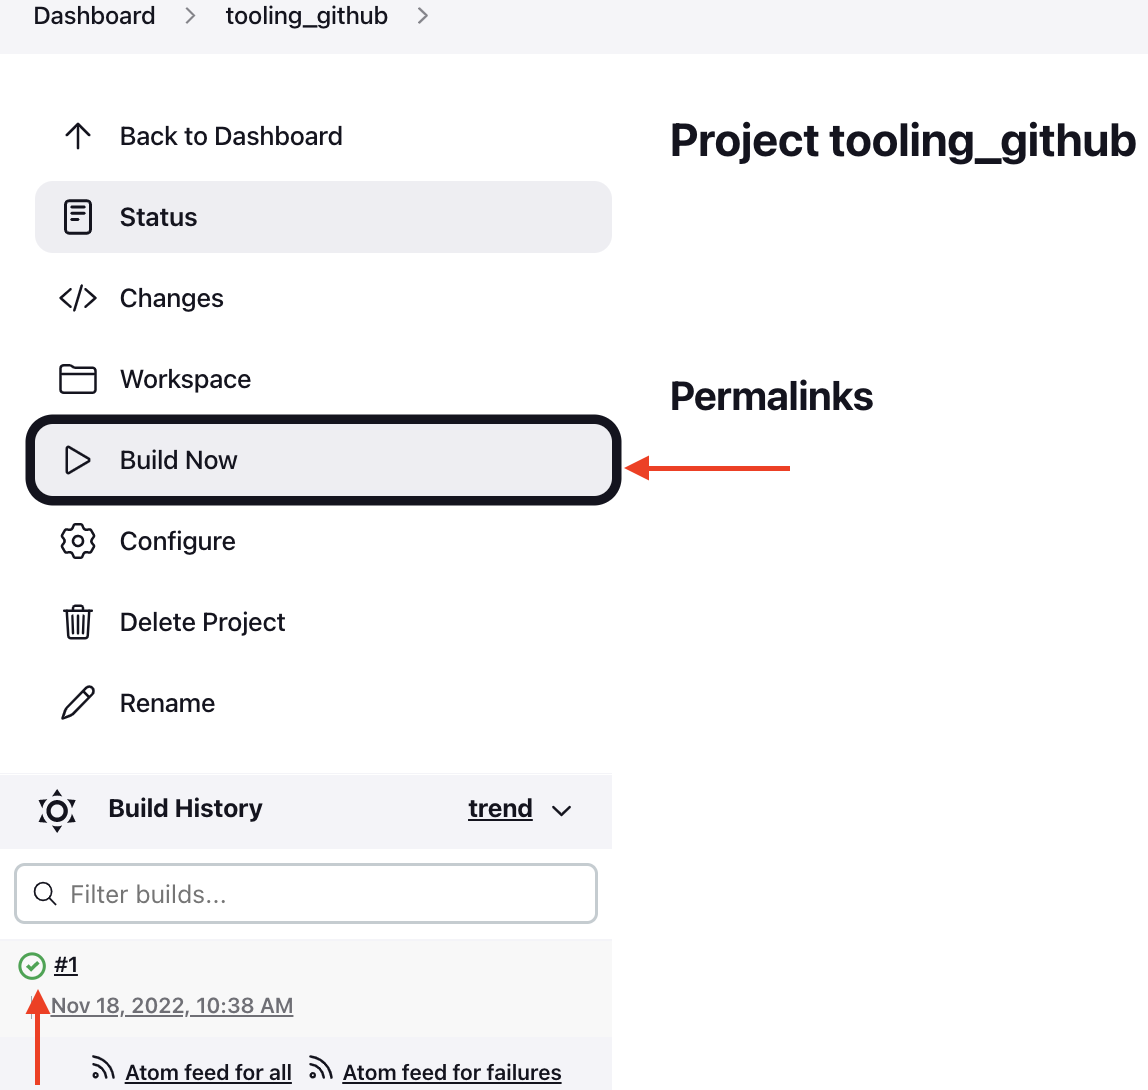 Dashboard > tooling_github >
Back to Dashboard
Project tooling_github
Status
Changes
Workspace
Permalinks
Build Now
Configure
Delete Project
Rename
Build History trend
Filter builds...
#1
Nov 18, 2022, 10:38 AM
Atom feed for all Atom feed for failures